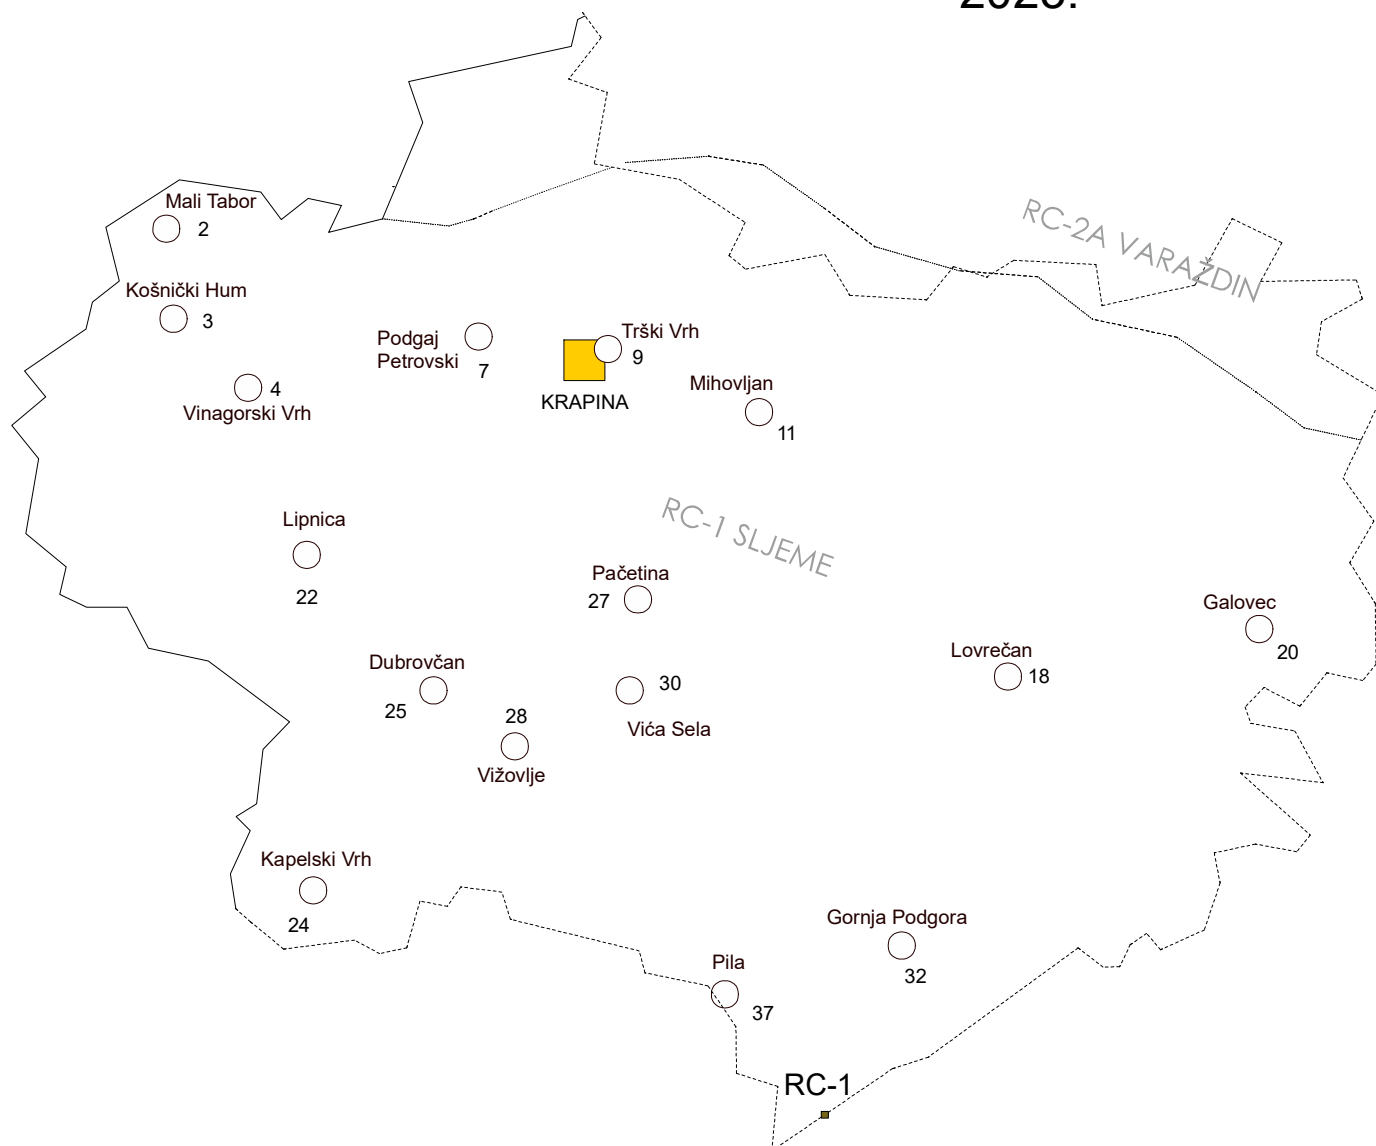 2023.
Mali Tabor
2
RC-2A VARAŽDIN
Košnički Hum
3
Podgaj
Petrovski
7
Trški Vrh
9
4
Vinagorski Vrh
KRAPINA
Mihovljan
11
Lipnica
22
RC-1 SLJEME
Pačetina
27
Galovec
20
Dubrovčan
25
30
Vića Sela
Lovrečan
18
28
Vižovlje
Kapelski Vrh
24
Gornja Podgora
32
Pila
37
RC-1